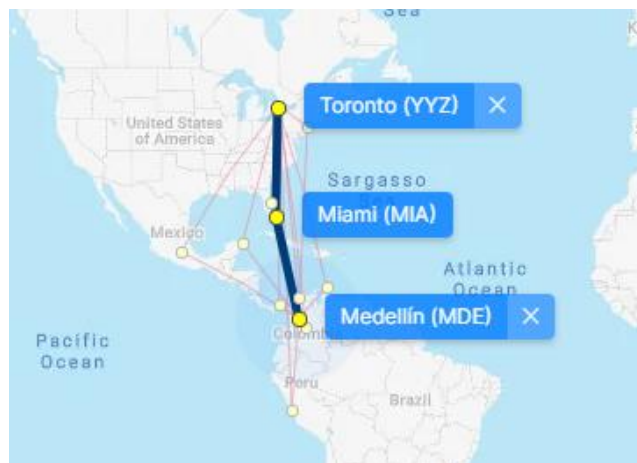 Sea
Toronto (YYZ) ×
United States
of America
Sargasso
Miami (MIA)
Mexico
Atlantic
Ocean
Medellín (MDE) ×
Pacific
Ocean
Peru
Brazil